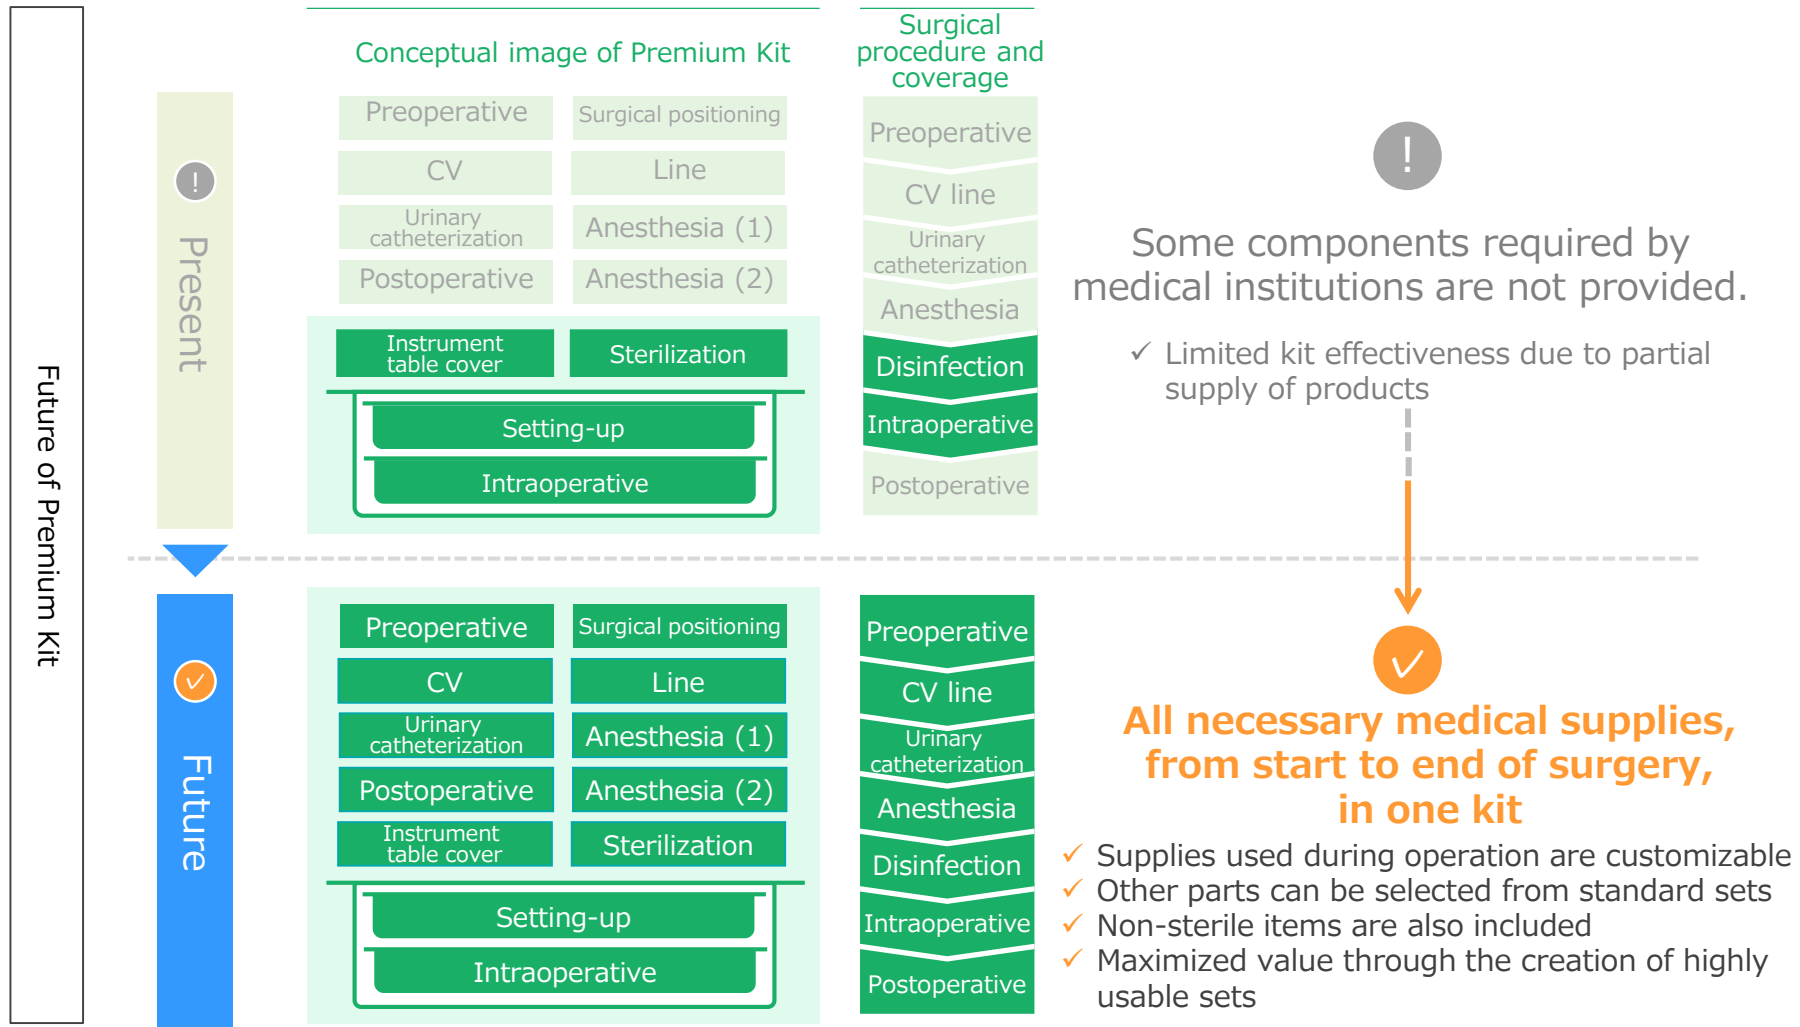 Future of Premium Kit
Conceptual image of Premium Kit
Surgical
procedure and
coverage
!
Present
Preoperative
Surgical positioning
CV
Line
Urinary
catheterization
Anesthesia (1)
Postoperative
Anesthesia (2)
Instrument
table cover
Sterilization
Setting-up
Intraoperative
Preoperative
CV line
Urinary
catheterization
Anesthesia
Disinfection
Intraoperative
Postoperative
!
Some components required by
medical institutions are not provided.
✓ Limited kit effectiveness due to partial
supply of products
Future
Preoperative
Surgical positioning
CV
Line
Urinary
catheterization
Anesthesia (1)
Postoperative
Anesthesia (2)
Instrument
table cover
Sterilization
Setting-up
Intraoperative
Preoperative
CV line
Urinary
catheterization
Anesthesia
Disinfection
Intraoperative
Postoperative
All necessary medical supplies,
from start to end of surgery,
in one kit
✓ Supplies used during operation are customizable
✓ Other parts can be selected from standard sets
✓ Non-sterile items are also included
✓ Maximized value through the creation of highly
usable sets